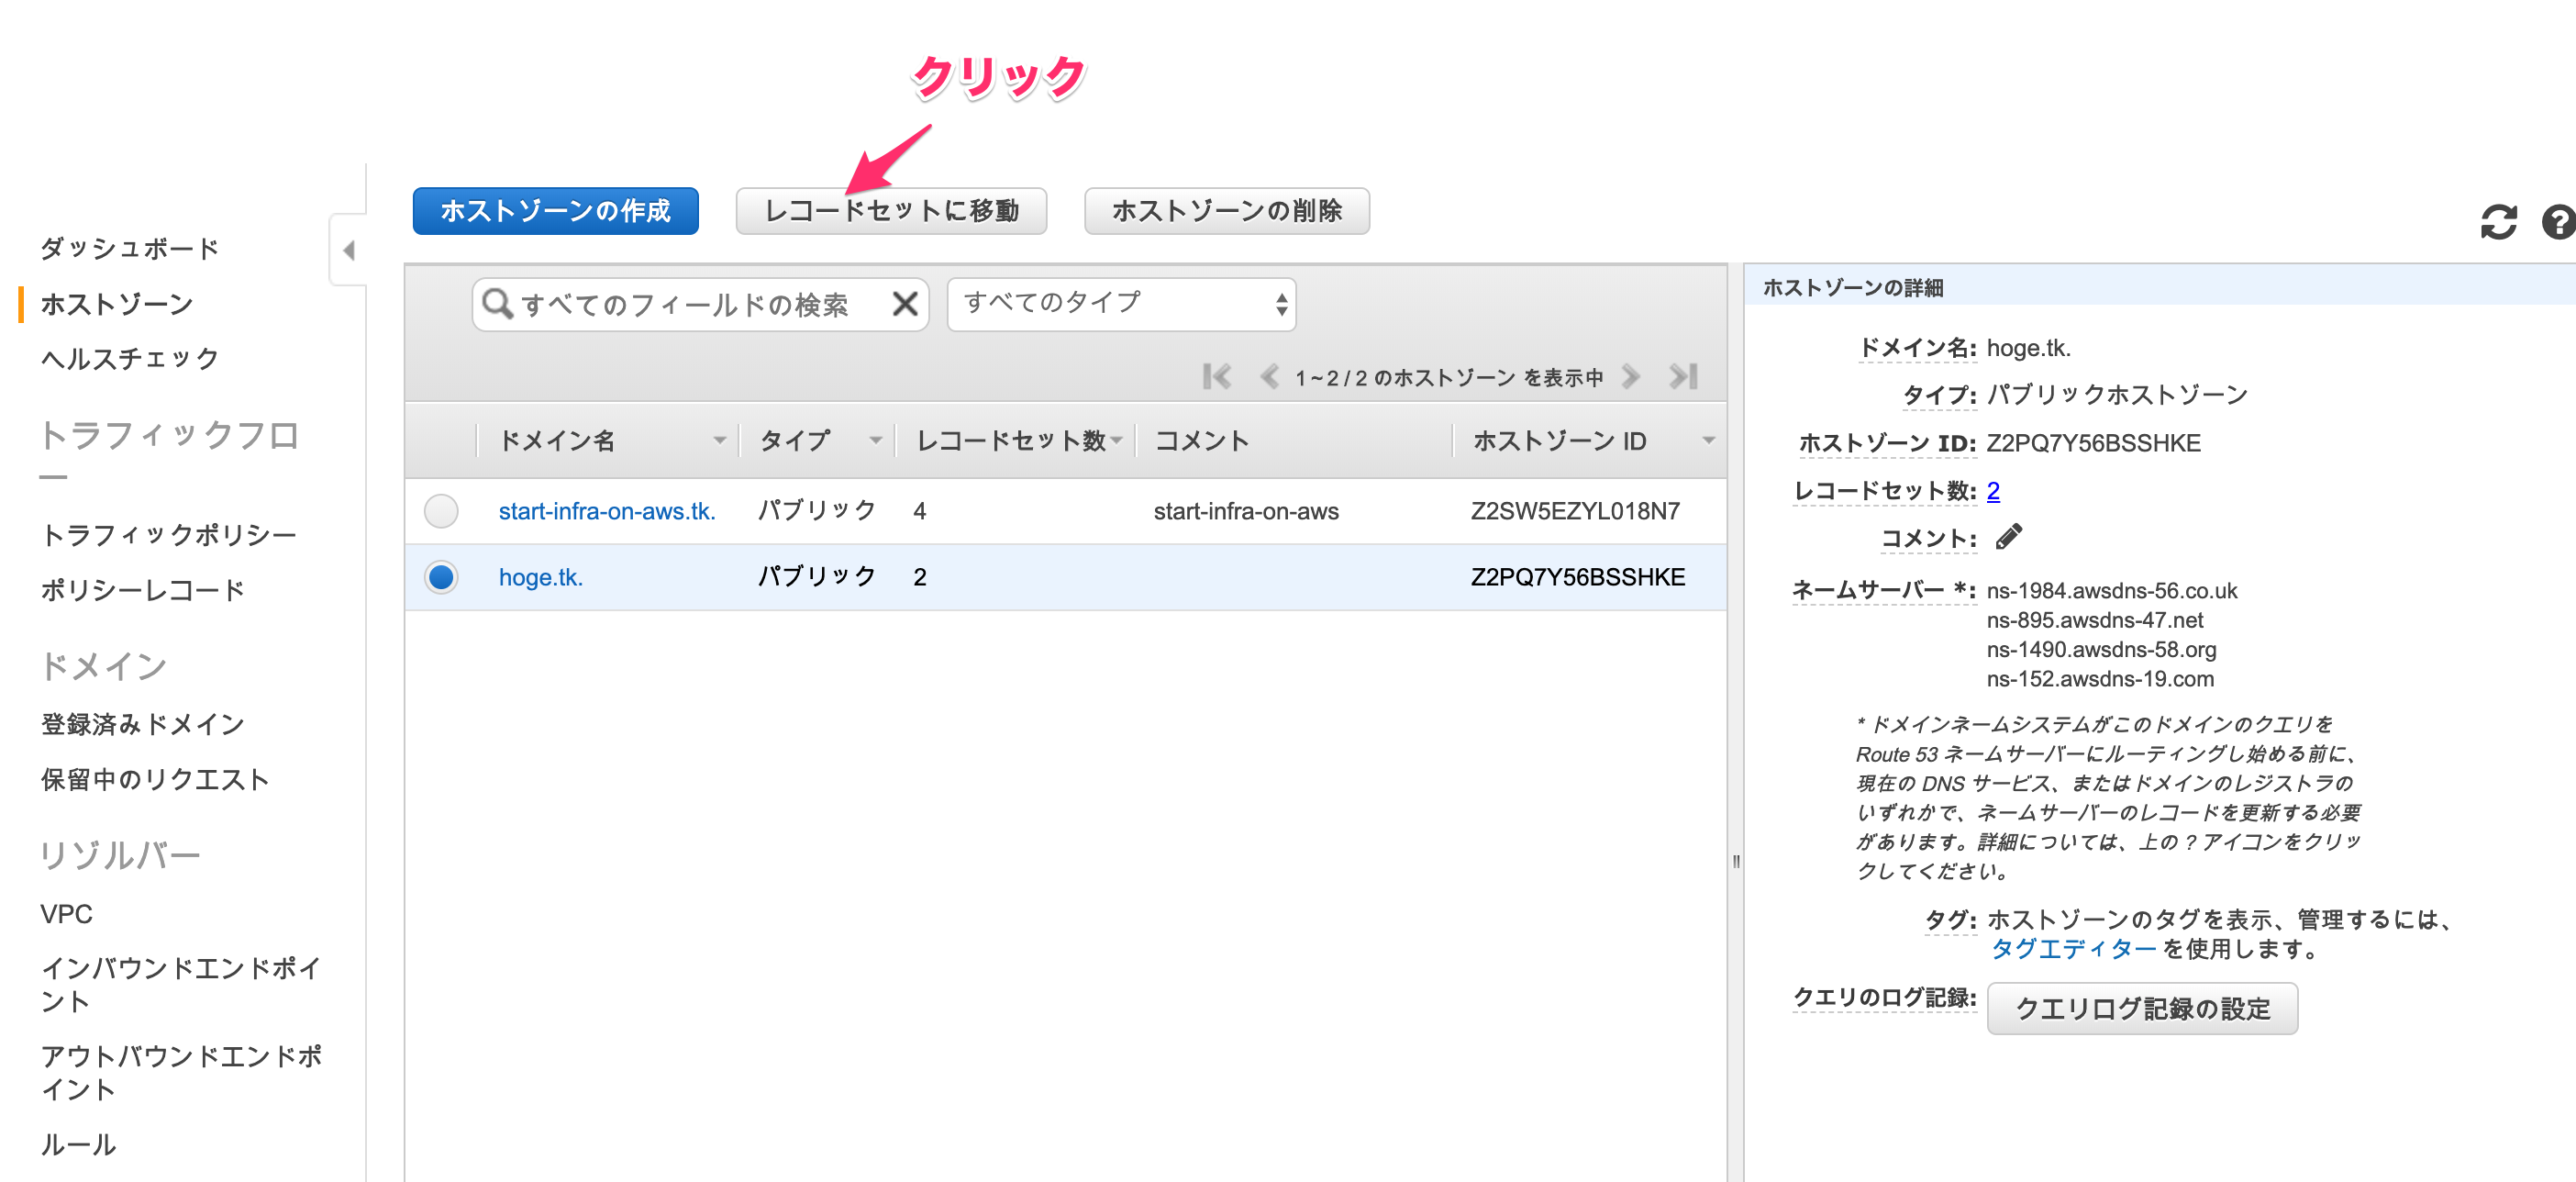 クリック
ホストゾーンの作成
レコードセットに移動
ホストゾーンの削除
ダッシュボード
ホストゾーン
ヘルスチェック
トラフィックフロ
ー
トラフィックポリシー
ポリシーレコード
ドメイン
登録済みドメイン
保留中のリクエスト
リゾルバー
VPC
インバウンドエンドポイ
ント
アウトバウンドエンドポ
イント
ルール
すべてのフィールドの検索
すべてのタイプ
1 ~ 2 / 2 のホストゾーン を表示中
ドメイン名 タイプ レコードセット数 コメント ホストゾーン ID
start-infra-on-aws.tk. パブリック 4 start-infra-on-aws Z2SW5EZYL018N7
hoge.tk. パブリック 2 Z2PQ7Y56BSSHKE
ホストゾーンの詳細
ドメイン名: hoge.tk.
タイプ: パブリックホストゾーン
ホストゾーン ID: Z2PQ7Y56BSSHKE
レコードセット数: 2
コメント:
ネームサーバー *: ns-1984.awsdns-56.co.uk
ns-895.awsdns-47.net
ns-1490.awsdns-58.org
ns-152.awsdns-19.com
* ドメインネームシステムがこのドメインのクエリを
Route 53 ネームサーバーにルーティングし始める前に、
現在の DNS サービス、またはドメインのレジストラの
いずれかで、ネームサーバーのレコードを更新する必要
があります。詳細については、上の ? アイコンをクリッ
クしてください。
タグ: ホストゾーンのタグを表示、管理するには、
タグエディター を使用します。
クエリのログ記録: クエリログ記録の設定